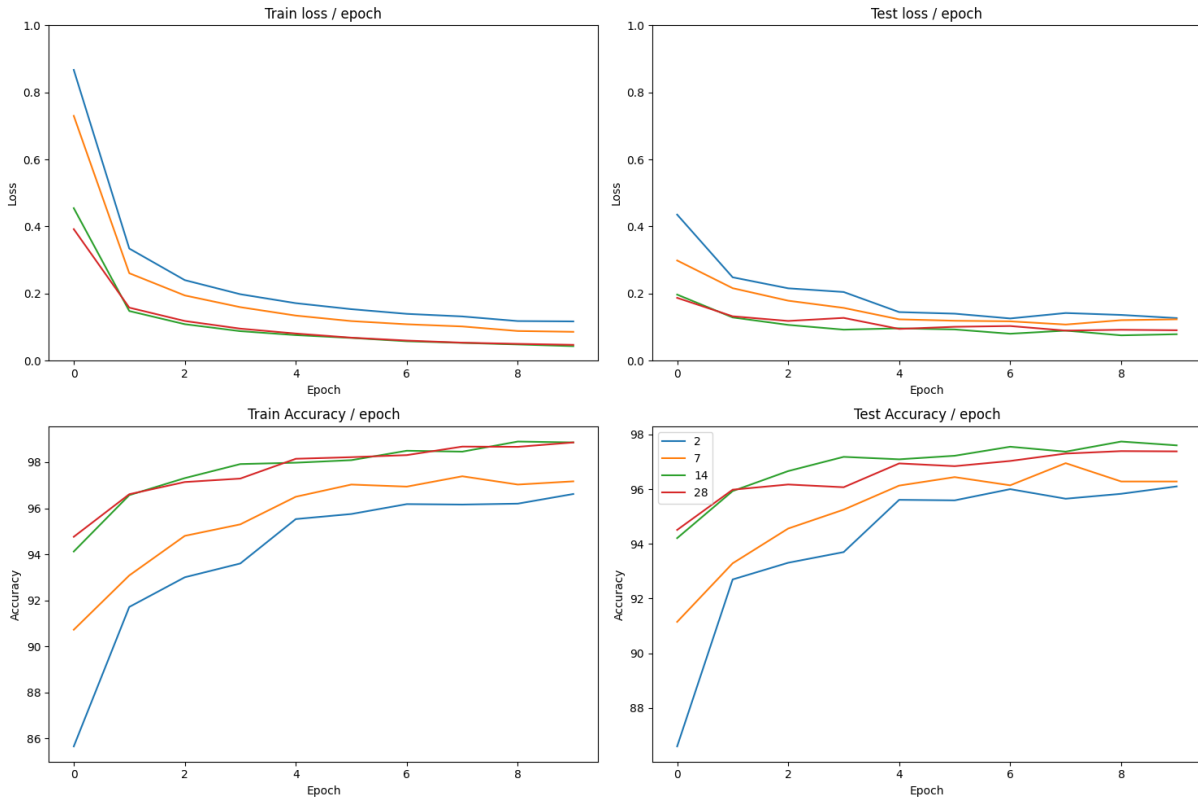 Train loss / epoch
1.0
0.8
0.6
0.4
0.2
0.0
Loss
0 2 4 6 8
Epoch
Test loss / epoch
1.0
0.8
0.6
0.4
0.2
0.0
Loss
0 2 4 6 8
Epoch
Train Accuracy / epoch
98
96
94
92
90
88
86
Accuracy
0 2 4 6 8
Epoch
Test Accuracy / epoch
98
96
94
92
90
88
Accuracy
2
7
14
28
0 2 4 6 8
Epoch